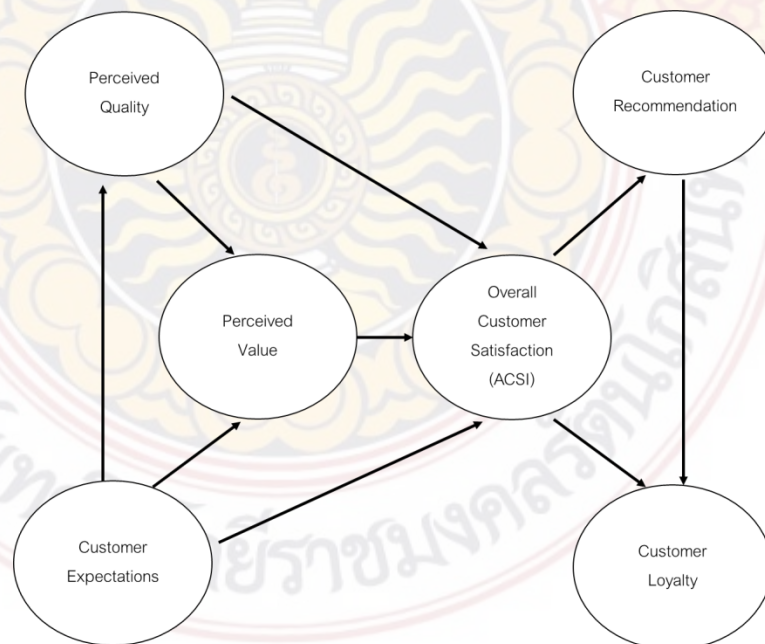 Perceived
Quality
Customer
Recommendation
Perceived
Value
Overall
Customer
Satisfaction
(ACSI)
Customer
Expectations
Customer
Loyalty